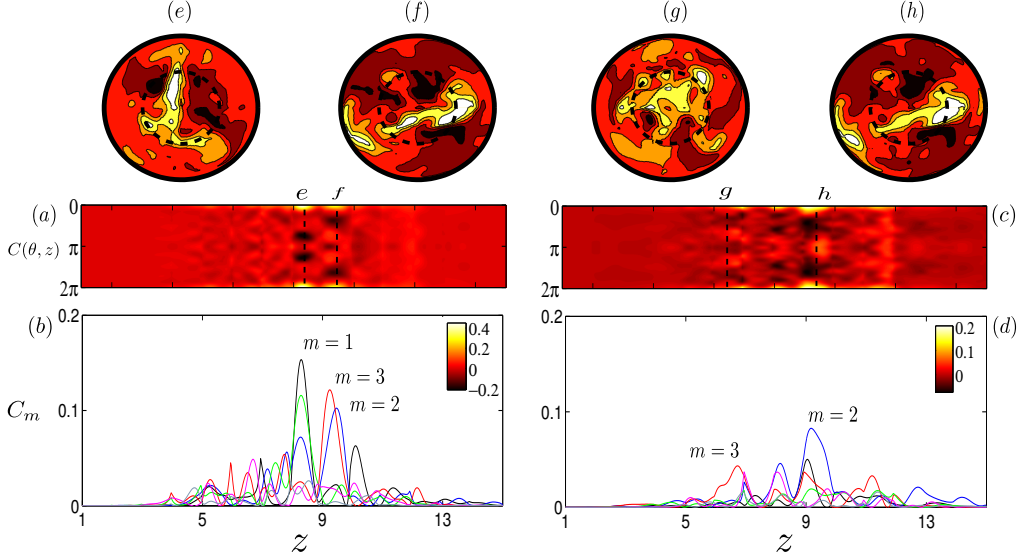 (e) (f) (g) (h)
e f g h
(a) 0 0 (c)
C(θ, z) π π
2π 2π
(b) 0.2 0.2 (d)
0.4 0.2
m = 1
0.2 0.1
m = 3 0 0
−0.2
m = 2
C_m 0.1 0.1 m = 2
m = 3
0 0
1 5 9 13 1 5 9 13
z z